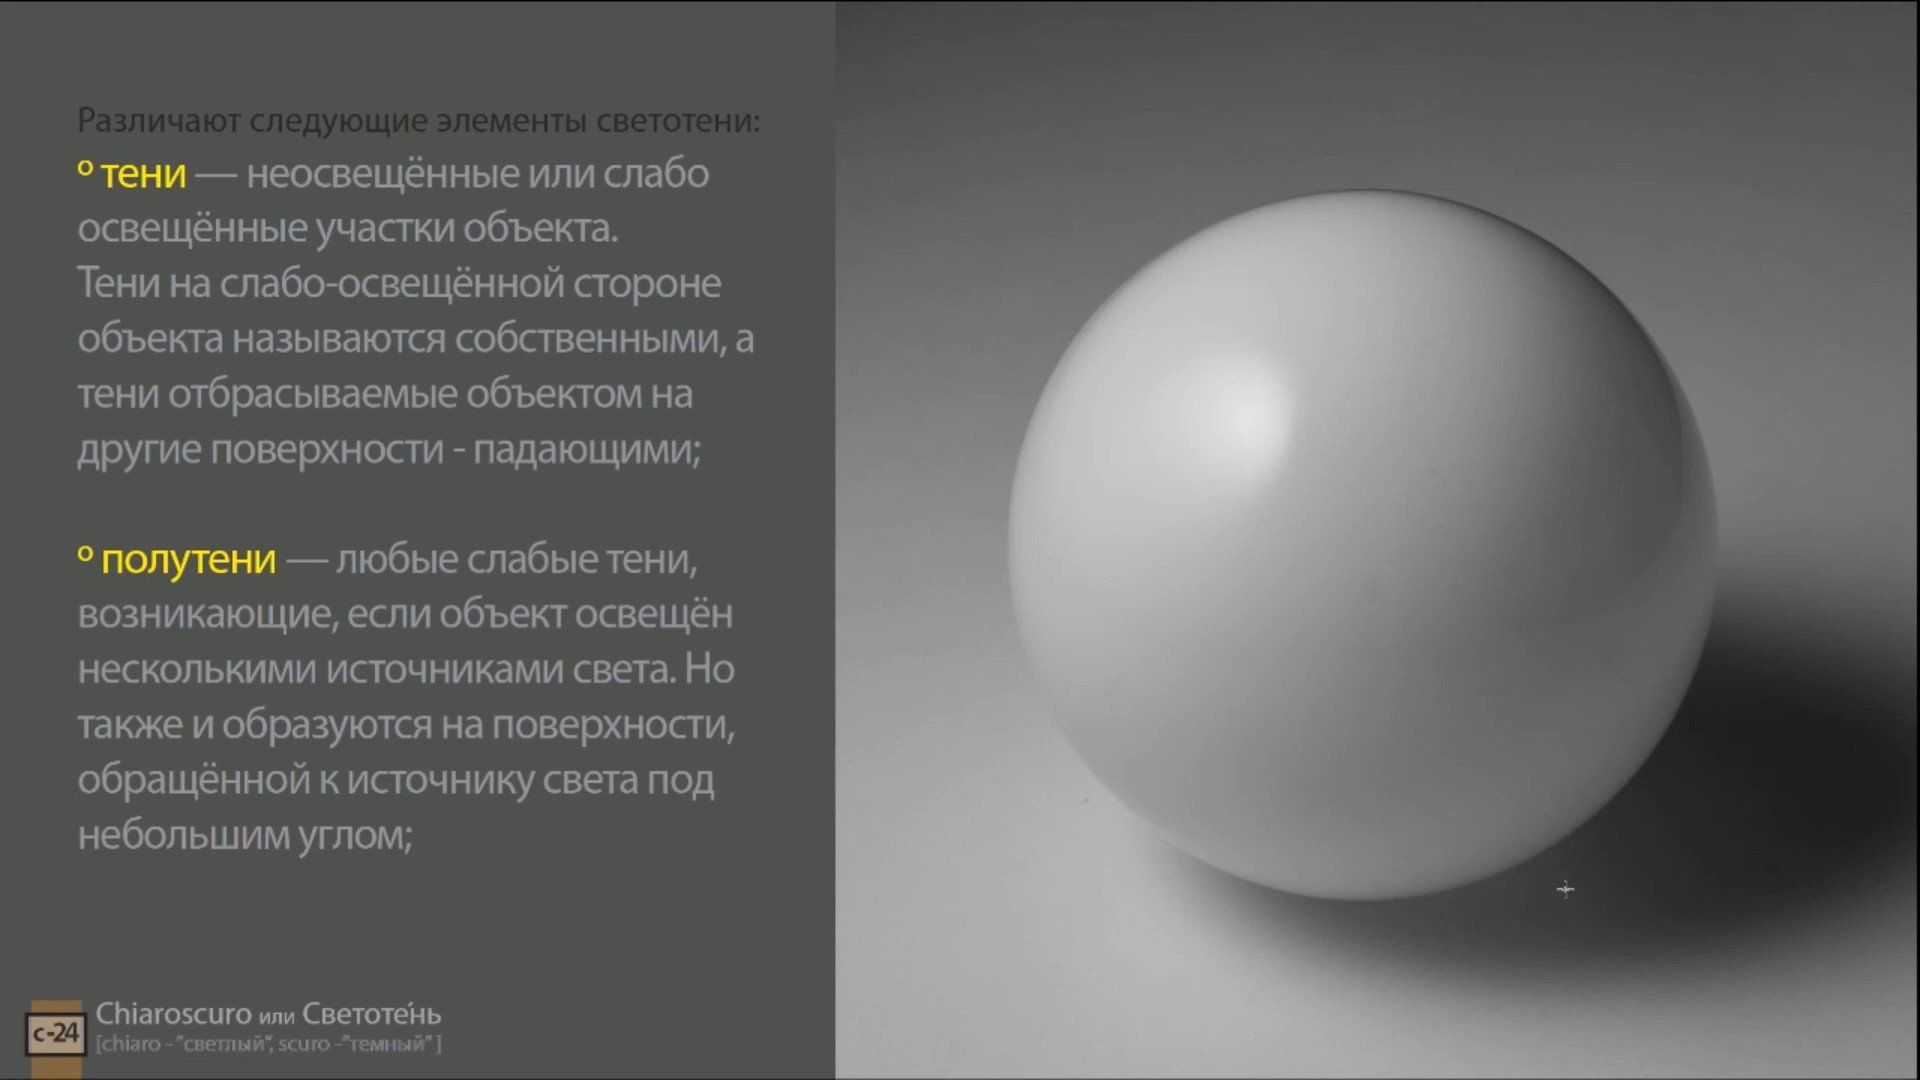 Различают следующие элементы светотени:
º тени — неосвещённые или слабо
освещённые участки объекта.
Тени на слабо-освещённой стороне
объекта называются собственными, а
тени отбрасываемые объектом на
другие поверхности - падающими;
º полутени — любые слабые тени,
возникающие, если объект освещён
несколькими источниками света. Но
также и образуются на поверхности,
обращённой к источнику света под
небольшим углом;
c-24
Chiaroscuro или Светоте́нь
[chiaro -"светлый", scuro -"темный"]